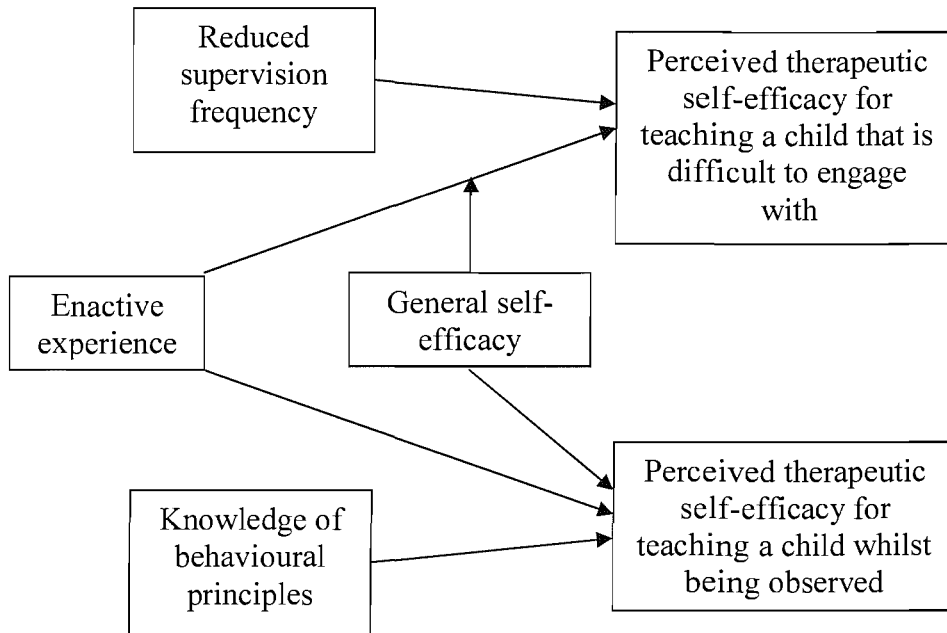 Reduced
supervision
frequency
Perceived therapeutic
self-efficacy for
teaching a child that is
difficult to engage
with
Enactive
experience
General self-
efficacy
Knowledge of
behavioural
principles
Perceived therapeutic
self-efficacy for
teaching a child whilst
being observed